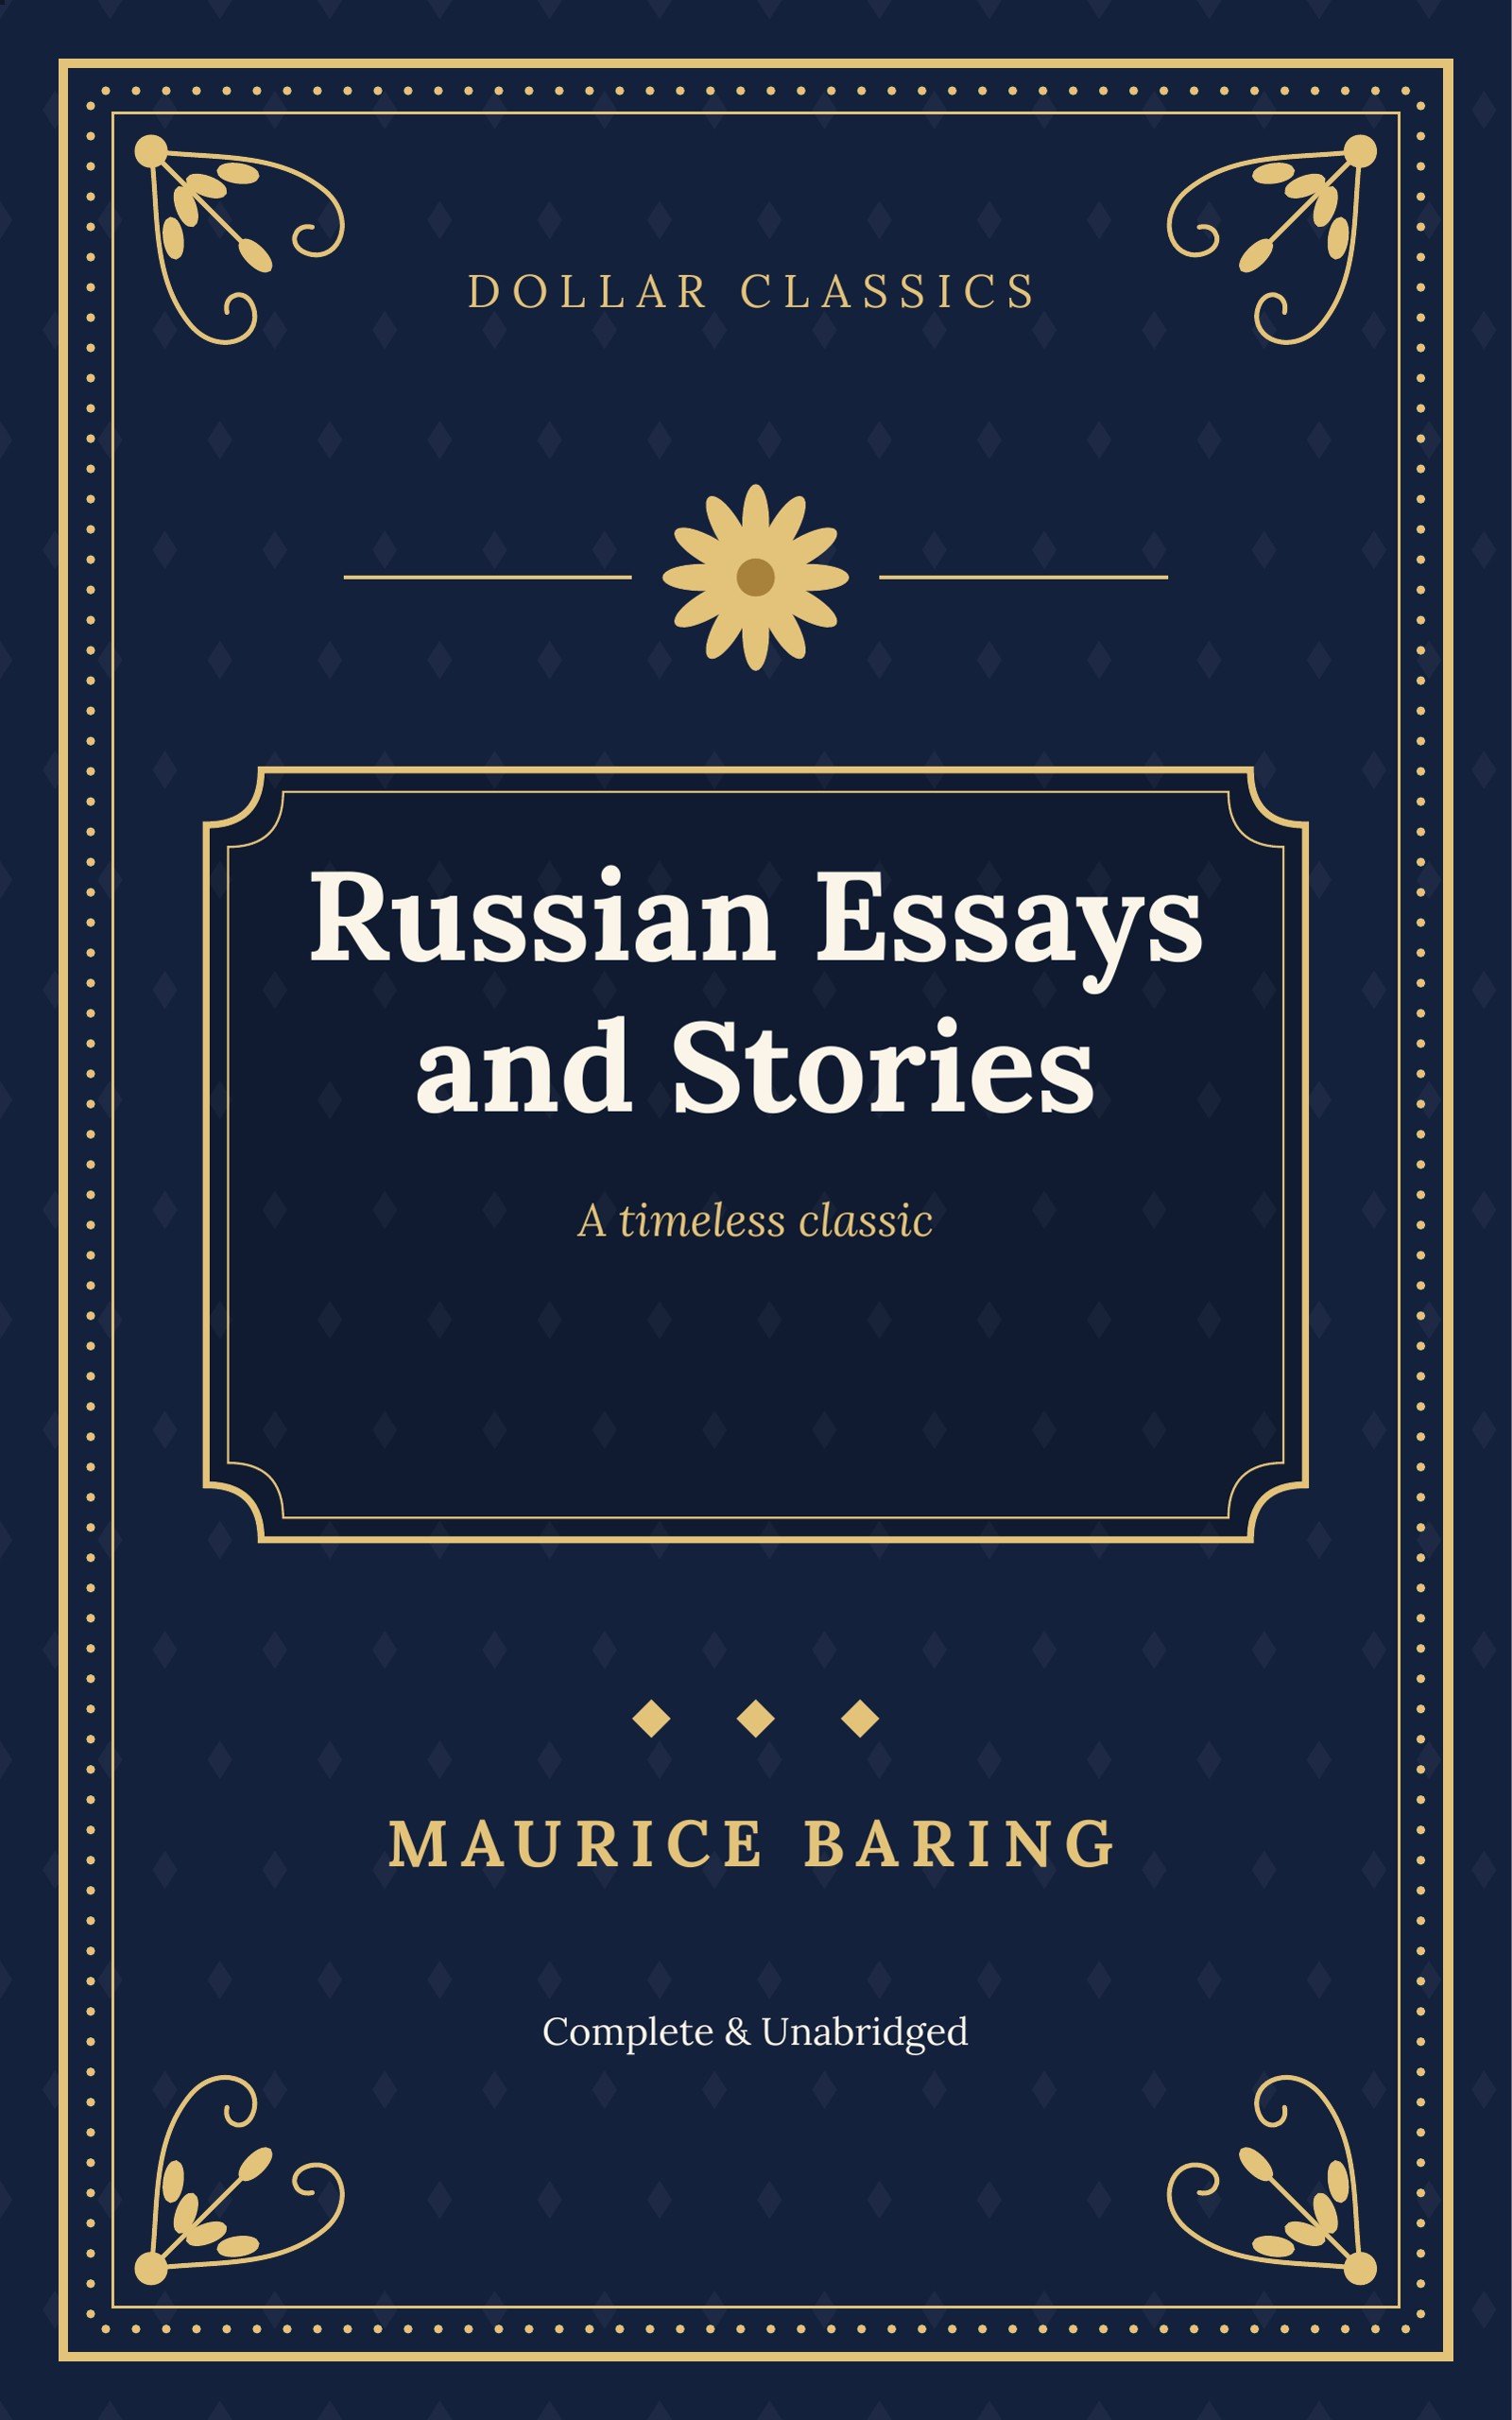 DOLLAR CLASSICS
Russian Essays
and Stories
A timeless classic
MAURICE BARING
Complete & Unabridged